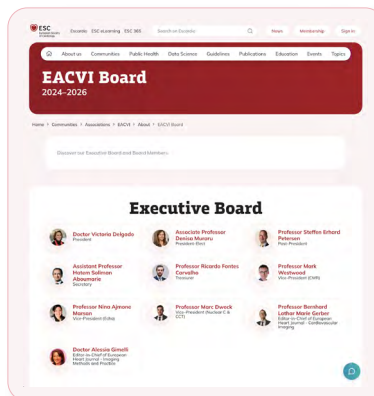 ESC
European Society
of Cardiology
Escardio ESC eLearning ESC 365 Search on Escardio News Membership Sign in
About us Communities Public Health Data Science Guidelines Publications Education Events Topics
EACVI Board
2024–2026
Home > Communities > Associations > EACVI > About > EACVI Board
Discover our Executive Board and Board Members:
Executive Board
Doctor Victoria Delgado
President
Associate Professor
Denisa Muraru
President-Elect
Professor Steffen Erhard
Petersen
Past-President
Assistant Professor
Hatem Soliman
Aboumarie
Secretary
Professor Ricardo Fontes
Carvalho
Treasurer
Professor Mark
Westwood
Vice-President (CMR)
Professor Nina Ajmone
Marsan
Vice-President (Echo)
Professor Marc Dweck
Vice-President (Nuclear C &
CCT)
Professor Bernhard
Lothar Marie Gerber
Editor-in-Chief of European
Heart Journal - Cardiovascular
Imaging
Doctor Alessia Gimelli
Editor-in-Chief of European
Heart Journal - Imaging
Methods and Practice